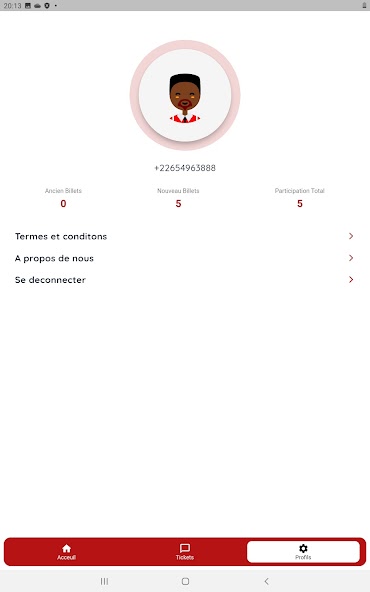 20:13
+22654963888
Ancien Billets Nouveau Billets Participation Total
0 5 5
Termes et conditons
A propos de nous
Se deconnecter
Acceuil Tickets Profils